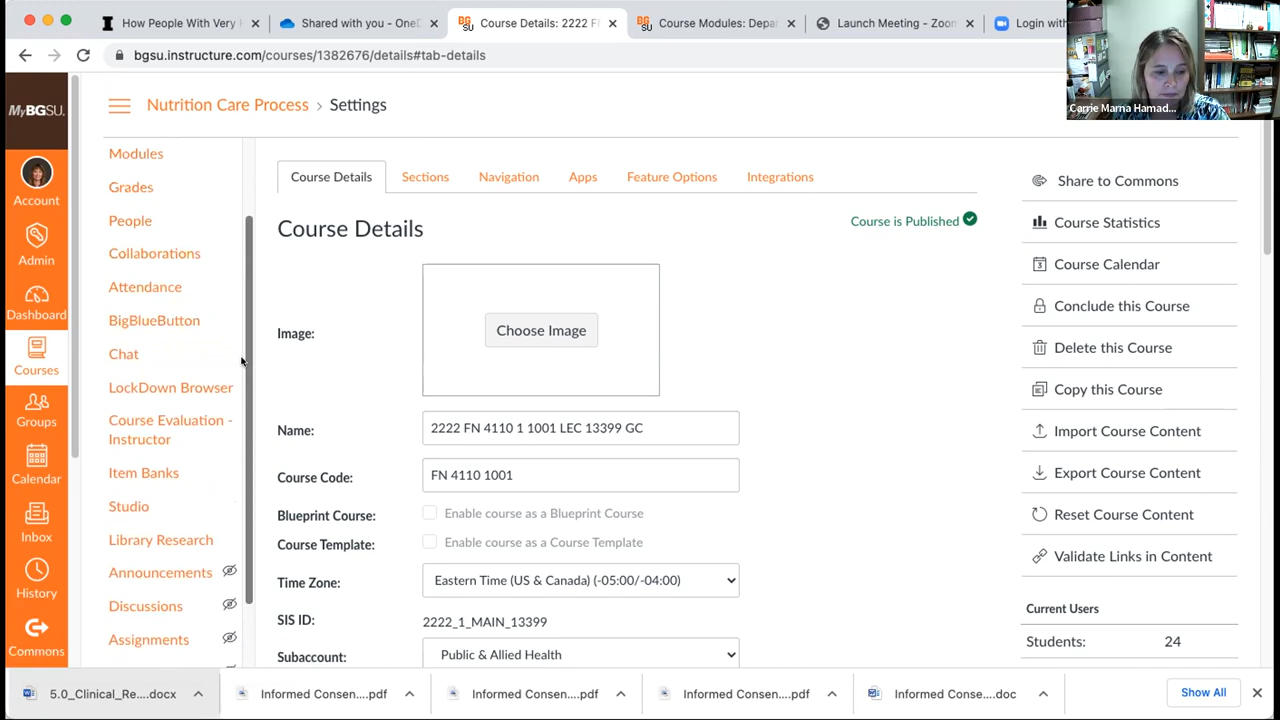 How People With Very
Shared with you - OneD
Course Details: 2222 F
Course Modules: Depa
Launch Meeting - Zoom
Login with
bgsu.instructure.com/courses/1382676/details#tab-details
Carrie Marna Hamad...
MyBGSU.
Account
Admin
Dashboard
Courses
Groups
Calendar
Inbox
History
Commons
Nutrition Care Process > Settings
Modules
Grades
People
Collaborations
Attendance
BigBlueButton
Chat
LockDown Browser
Course Evaluation -
Instructor
Item Banks
Studio
Library Research
Announcements
Discussions
Assignments
Course Details
Sections
Navigation
Apps
Feature Options
Integrations
Course Details
Course is Published
Image:
Choose Image
Name:
2222 FN 4110 1 1001 LEC 13399 GC
Course Code:
FN 4110 1001
Blueprint Course:
Enable course as a Blueprint Course
Course Template:
Enable course as a Course Template
Time Zone:
Eastern Time (US & Canada) (-05:00/-04:00)
SIS ID:
2222_1_MAIN_13399
Subaccount:
Public & Allied Health
Share to Commons
Course Statistics
Course Calendar
Conclude this Course
Delete this Course
Copy this Course
Import Course Content
Export Course Content
Reset Course Content
Validate Links in Content
Current Users
Students: 24
5.0_Clinical_Re....docx
Informed Consen....pdf
Informed Consen....pdf
Informed Consen....pdf
Informed Conse....doc
Show All